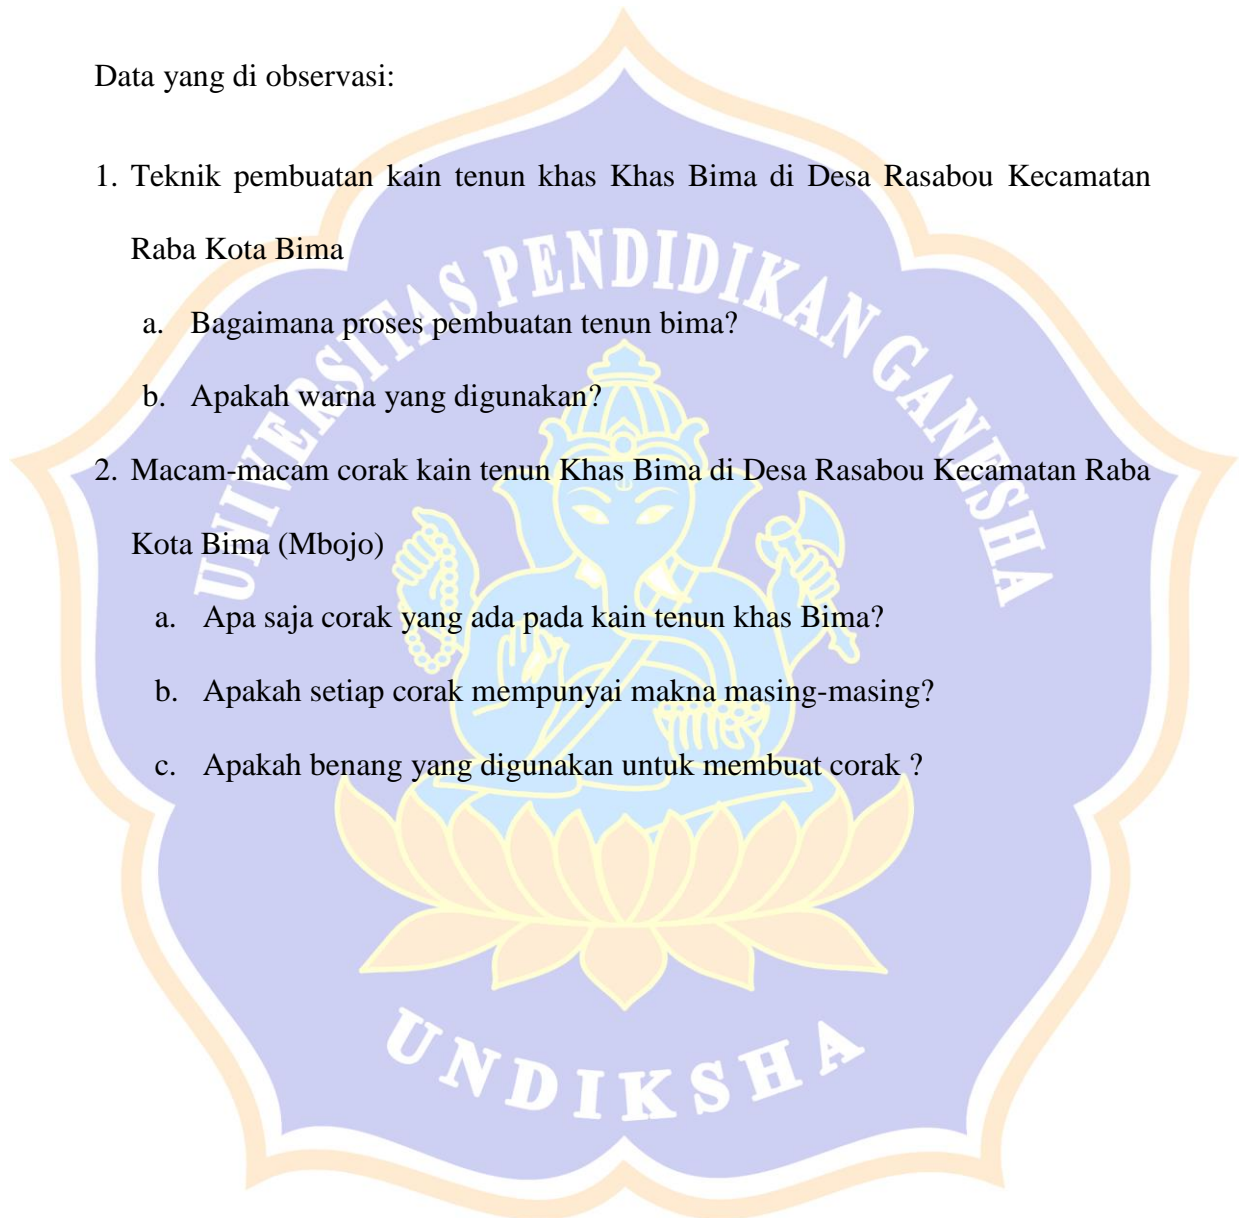 Data yang di observasi:
1. Teknik pembuatan kain tenun khas Khas Bima di Desa Rasabou Kecamatan
Raba Kota Bima
a. Bagaimana proses pembuatan tenun bima?
b. Apakah warna yang digunakan?
2. Macam-macam corak kain tenun Khas Bima di Desa Rasabou Kecamatan Raba
Kota Bima (Mbojo)
a. Apa saja corak yang ada pada kain tenun khas Bima?
b. Apakah setiap corak mempunyai makna masing-masing?
c. Apakah benang yang digunakan untuk membuat corak ?
UNIVERSITAS PENDIDIKAN GANESHA
UNDIKSHA